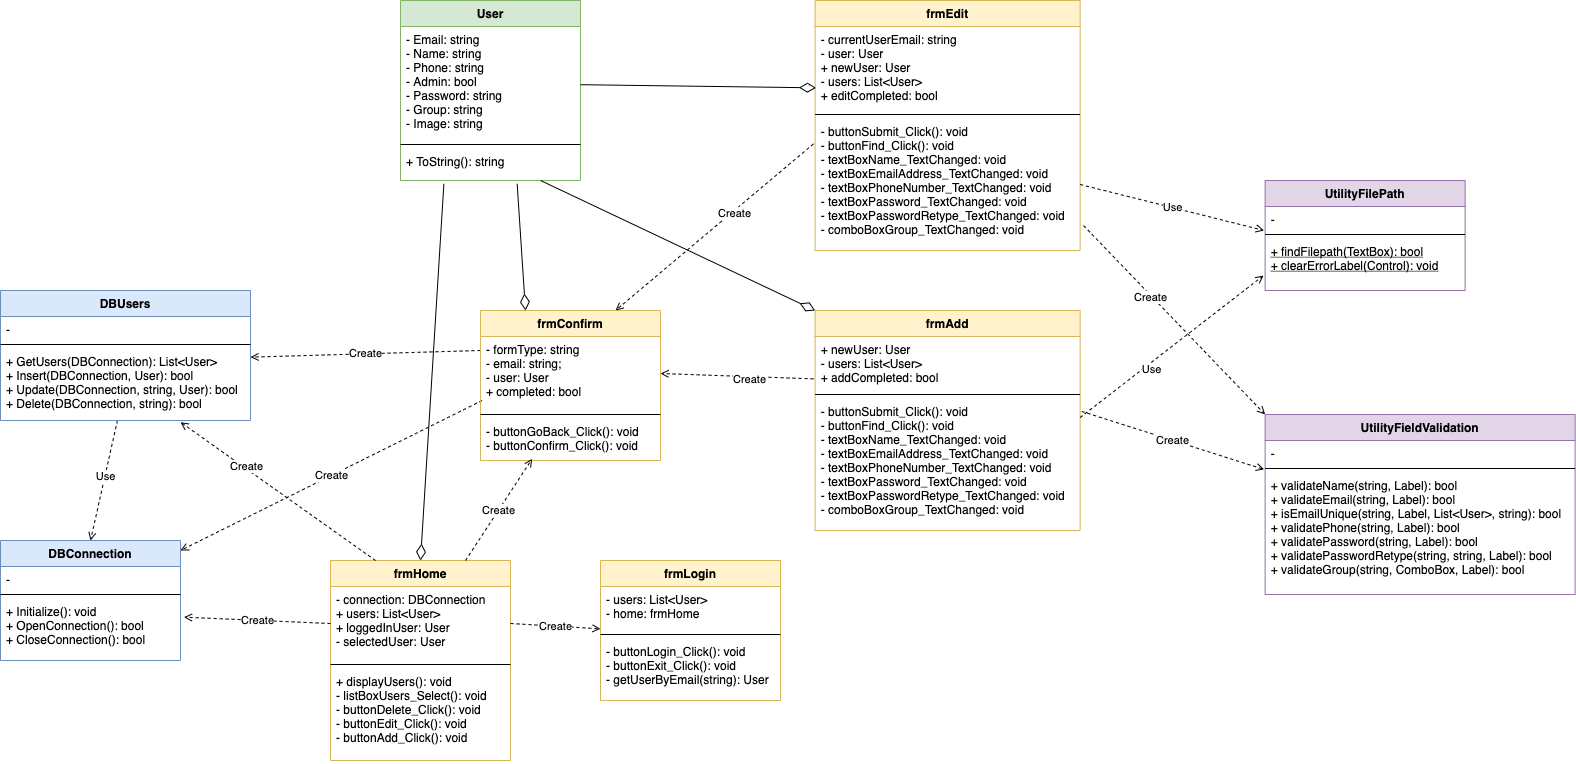 User
- Email: string
- Name: string
- Phone: string
- Admin: bool
- Password: string
- Group: string
- Image: string
+ ToString(): string
frmEdit
- currentUserEmail: string
- user: User
+ newUser: User
- users: List<User>
+ editCompleted: bool
- buttonSubmit_Click(): void
- buttonFind_Click(): void
- textBoxName_TextChanged: void
- textBoxEmailAddress_TextChanged: void
- textBoxPhoneNumber_TextChanged: void
- textBoxPassword_TextChanged: void
- textBoxPasswordRetype_TextChanged: void
- comboBoxGroup_TextChanged: void
Create
Use
Create
Use
UtilityFilePath
-
+ findFilepath(TextBox): bool
+ clearErrorLabel(Control): void
DBUsers
-
+ GetUsers(DBConnection): List<User>
+ Insert(DBConnection, User): bool
+ Update(DBConnection, string, User): bool
+ Delete(DBConnection, string): bool
Create
frmConfirm
- formType: string
- email: string;
- user: User
+ completed: bool
- buttonGoBack_Click(): void
- buttonConfirm_Click(): void
Create
frmAdd
+ newUser: User
- users: List<User>
+ addCompleted: bool
- buttonSubmit_Click(): void
- buttonFind_Click(): void
- textBoxName_TextChanged: void
- textBoxEmailAddress_TextChanged: void
- textBoxPhoneNumber_TextChanged: void
- textBoxPassword_TextChanged: void
- textBoxPasswordRetype_TextChanged: void
- comboBoxGroup_TextChanged: void
Create
UtilityFieldValidation
-
+ validateName(string, Label): bool
+ validateEmail(string, Label): bool
+ isEmailUnique(string, Label, List<User>, string): bool
+ validatePhone(string, Label): bool
+ validatePassword(string, Label): bool
+ validatePasswordRetype(string, string, Label): bool
+ validateGroup(string, ComboBox, Label): bool
Use
Create
Create
Create
DBConnection
-
+ Initialize(): void
+ OpenConnection(): bool
+ CloseConnection(): bool
Create
frmHome
- connection: DBConnection
+ users: List<User>
+ loggedInUser: User
- selectedUser: User
+ displayUsers(): void
- listBoxUsers_Select(): void
- buttonDelete_Click(): void
- buttonEdit_Click(): void
- buttonAdd_Click(): void
Create
frmLogin
- users: List<User>
- home: frmHome
- buttonLogin_Click(): void
- buttonExit_Click(): void
- getUserByEmail(string): User